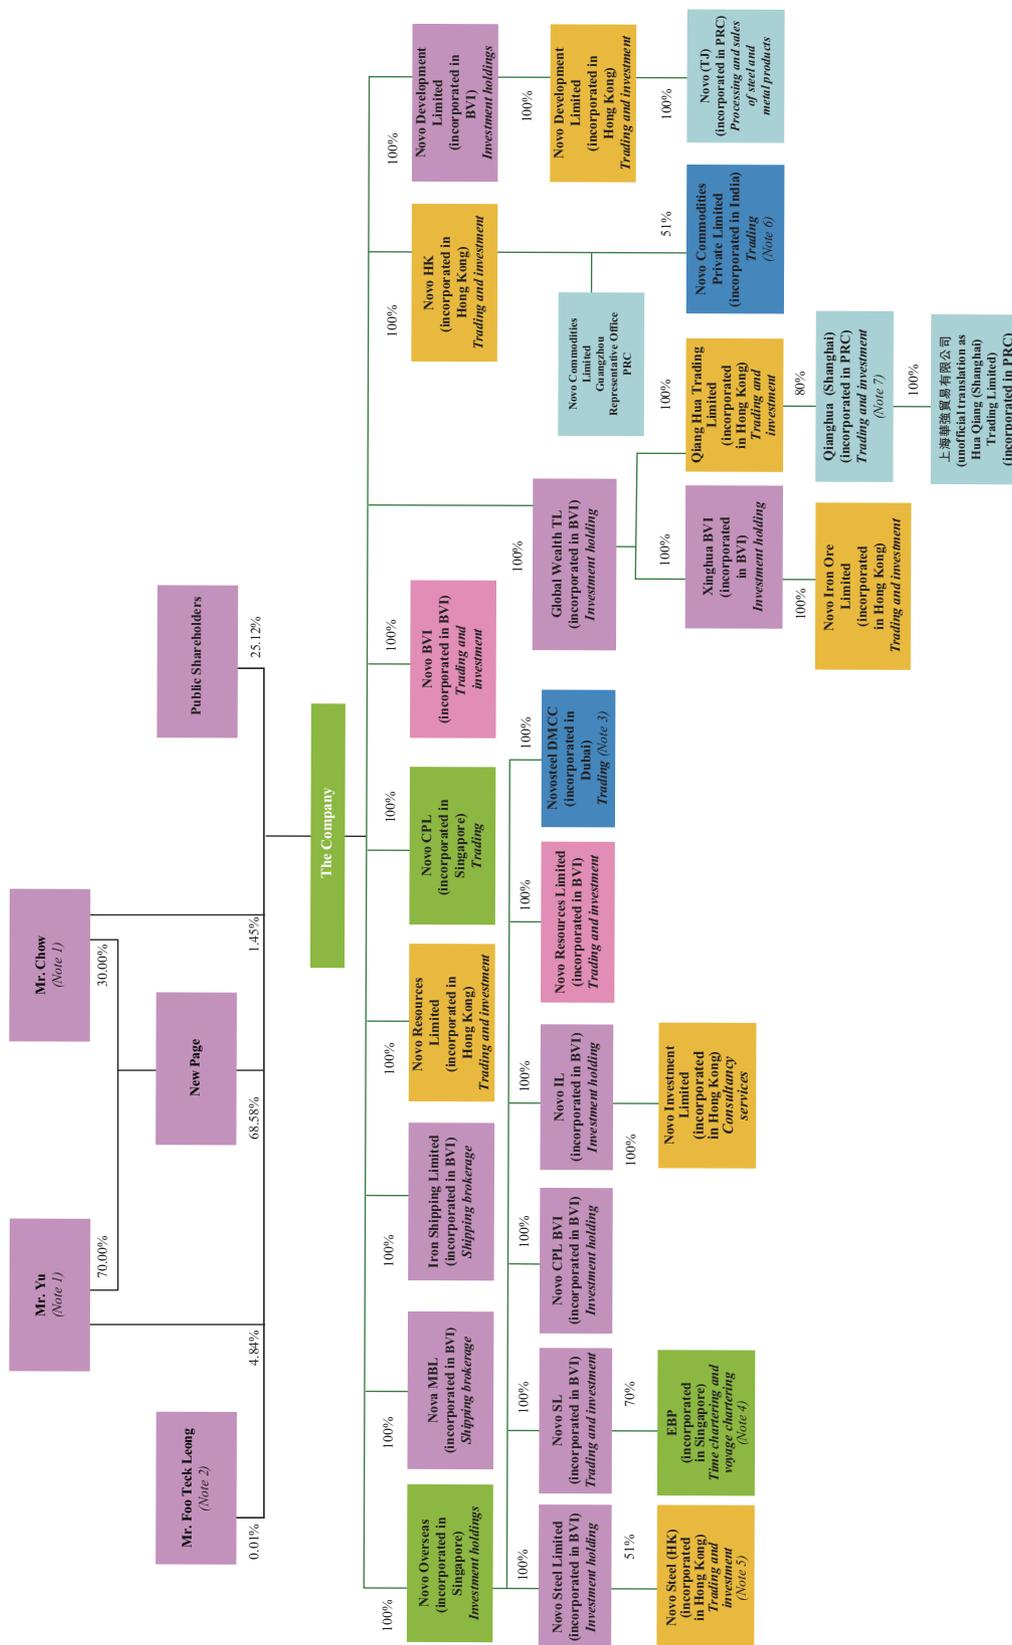 Mr. Yu
(Note 1)
Mr. Chow
(Note 1)
70.00%
30.00%
Mr. Foo Teck Leong
(Note 2)
New Page
Public Shareholders
0.01%
4.84%
68.58%
1.45%
25.12%
The Company
100%
100%
100%
100%
100%
100%
100%
100%
Novo Overseas
(incorporated in
Singapore)
Investment holdings
Nova MBL
(incorporated in BVI)
Shipping brokerage
Iron Shipping Limited
(incorporated in BVI)
Shipping brokerage
Novo Resources
Limited
(incorporated in
Hong Kong)
Trading and investment
Novo CPL
(incorporated in
Singapore)
Trading
Novo BVI
(incorporated in BVI)
Trading and
investment
Novo HK
(incorporated in
Hong Kong)
Trading and investment
Novo Development
Limited
(incorporated in
BVI)
Investment holdings
100%
100%
100%
100%
100%
100%
100%
100%
Novo Steel Limited
(incorporated in BVI)
Investment holding
Novo SL
(incorporated in BVI)
Trading and investment
Novo CPL BVI
(incorporated in BVI)
Investment holding
Novo IL
(incorporated in BVI)
Investment holding
Novo Resources Limited
(incorporated in BVI)
Trading and investment
Novosteel DMCC
(incorporated in
Dubai)
Trading (Note 3)
Global Wealth TL
(incorporated in BVI)
Investment holding
Novo Commodities
Limited
Guangzhou
Representative Office
PRC
Novo Development
Limited
(incorporated in
Hong Kong)
Trading and investment
51%
70%
100%
100%
100%
51%
100%
Novo Steel (HK)
(incorporated
in Hong Kong)
Trading and
investment
(Note 5)
EBP
(incorporated
in Singapore)
Time chartering and
voyage chartering
(Note 4)
Novo Investment
Limited
(incorporated
in Hong Kong)
Consultancy
services
Xinghua BVI
(incorporated
in BVI)
Investment holding
Qiang Hua Trading
Limited
(incorporated
in Hong Kong)
Trading and
investment
Novo Commodities
Private Limited
(incorporated in India)
Trading
(Note 6)
Novo (TJ)
(incorporated in PRC)
Processing and sales
of steel and
metal products
100%
80%
Novo Iron Ore
Limited
(incorporated
in Hong Kong)
Trading and investment
Qianghua (Shanghai)
(incorporated in PRC)
Trading and investment
(Note 7)
100%
上海華強貿易有限公司
(unofficial translation as
Hua Qiang (Shanghai)
Trading Limited)
(incorporated in PRC)